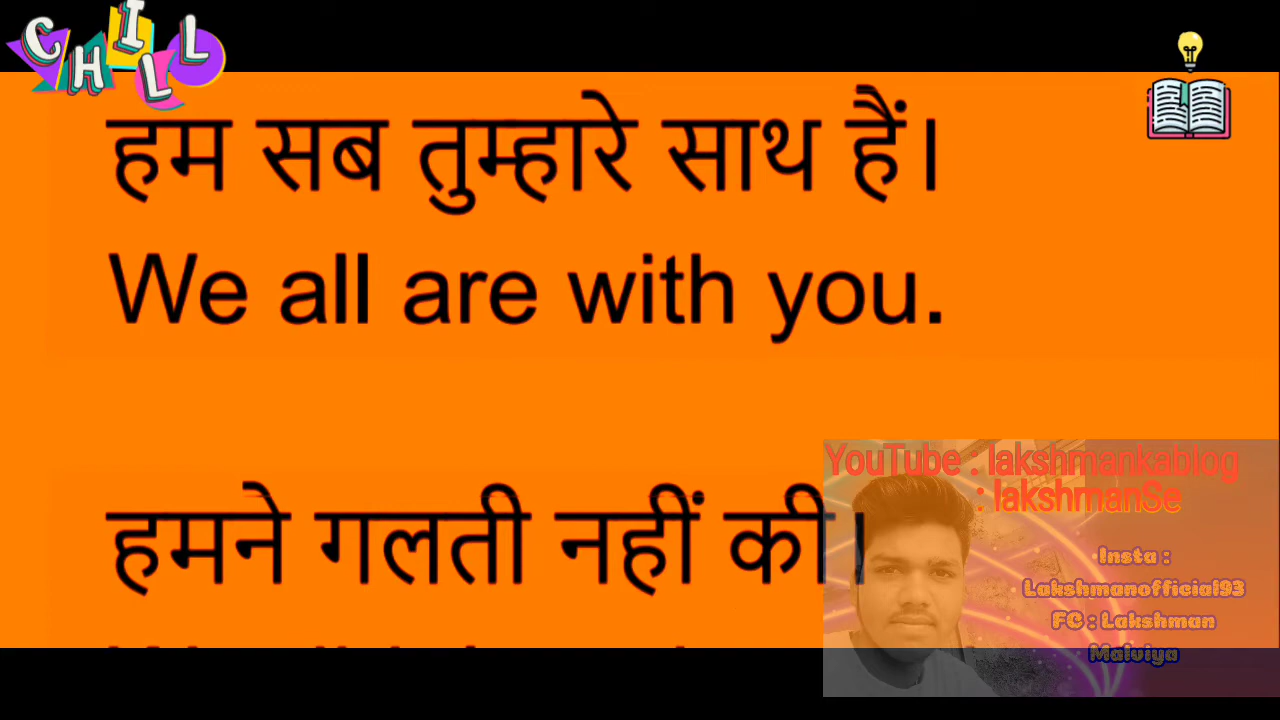 CHILL
हम सब तुम्हारे साथ हैं।
We all are with you.
हमने गलती नहीं की।
YouTube : lakshmankablog
: lakshmanSe
Insta :
Lakshmanofficial93
FC : Lakshman
Malviya